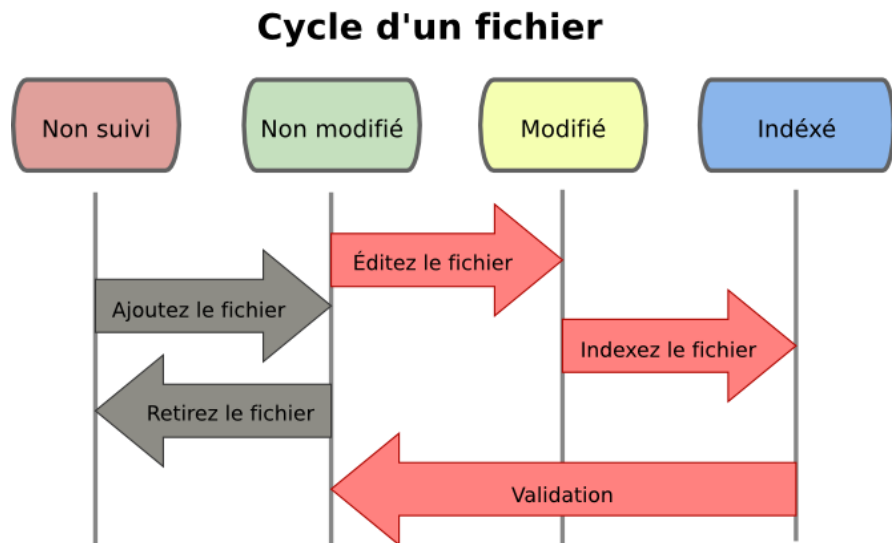 Cycle d'un fichier
Non suivi
Non modifié
Modifié
Indéxé
Éditez le fichier
Ajoutez le fichier
Indexez le fichier
Retirez le fichier
Validation